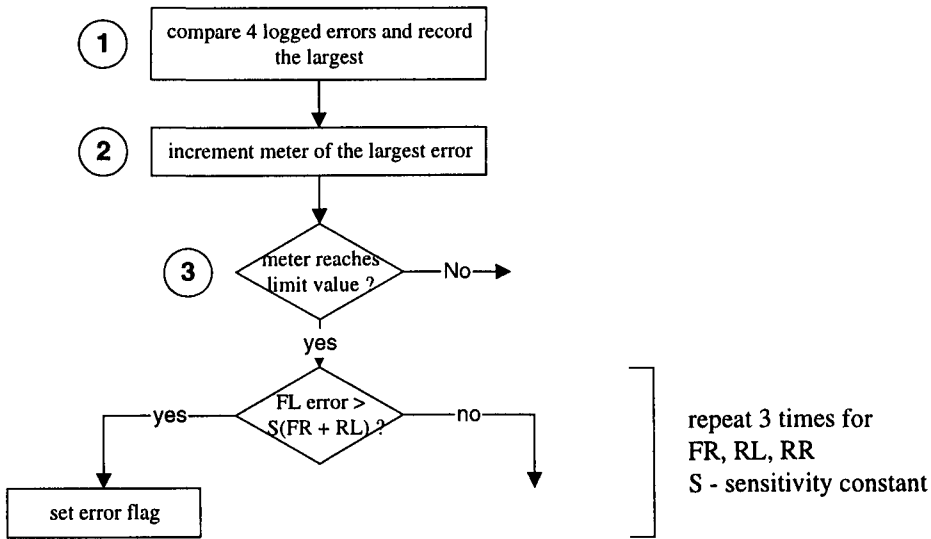 1
compare 4 logged errors and record
the largest
2
increment meter of the largest error
3
meter reaches
limit value ?
No
yes
FL error >
S(FR + RL) ?
yes
no
set error flag
repeat 3 times for
FR, RL, RR
S - sensitivity constant